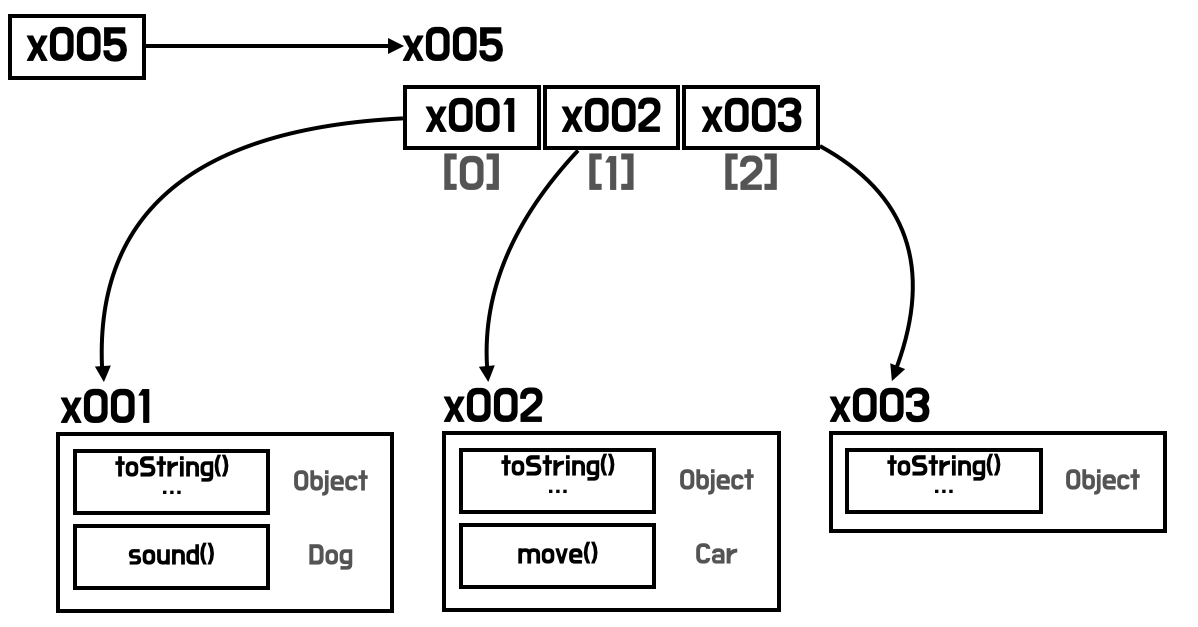 x005
x005
x001 x002 x003
[0] [1] [2]
x001
toString()
...
Object
sound()
Dog
x002
toString()
...
Object
move()
Car
x003
toString()
...
Object